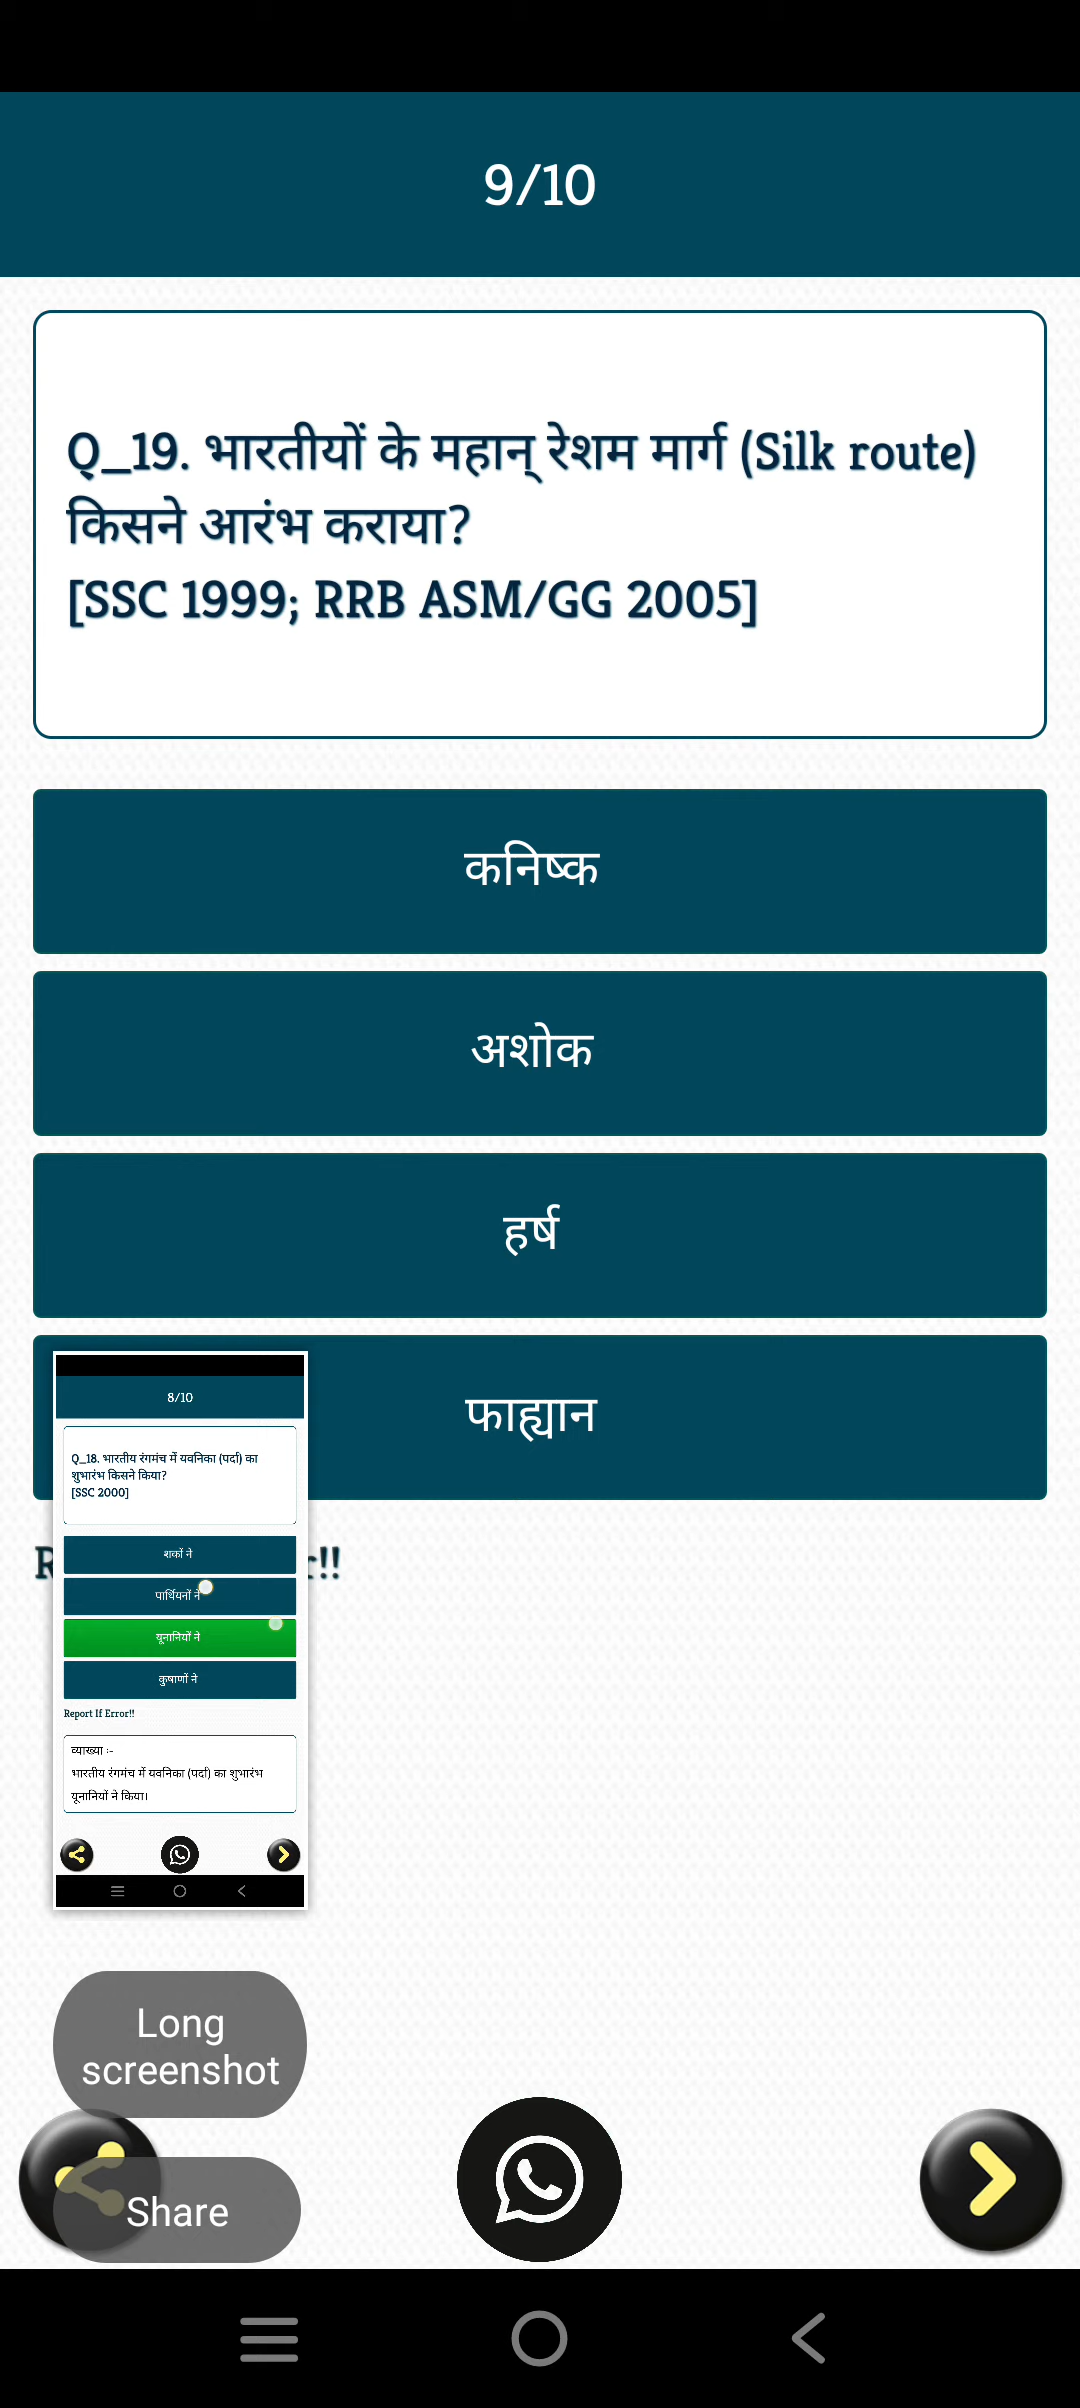 9/10
Q_19. भारतीयों के महान् रेशम मार्ग (Silk route)
किसने आरंभ कराया?
[SSC 1999; RRB ASM/GG 2005]
कनिष्क
अशोक
हर्ष
फाह्यान
8/10
Q_18. भारतीय रंगमंच में यवनिका (पर्दा) का
शुभारंभ किसने किया?
[SSC 2000]
शकों ने
पार्थियनों ने
यूनानियों ने
कुषाणों ने
Report If Error!!
व्याख्या :-
भारतीय रंगमंच में यवनिका (पर्दा) का शुभारंभ
यूनानियों ने किया।
Long
screenshot
Share